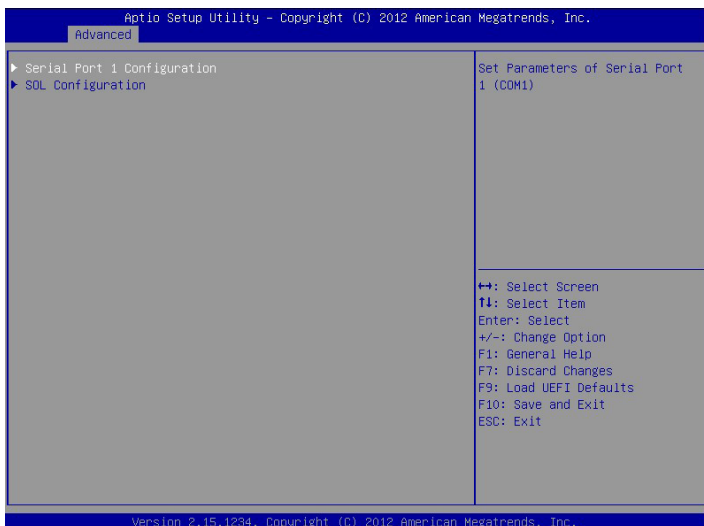 Aptio Setup Utility – Copyright (C) 2012 American Megatrends, Inc.
Advanced
▶ Serial Port 1 Configuration
▶ SOL Configuration
Set Parameters of Serial Port
1 (COM1)
↔: Select Screen
↑↓: Select Item
Enter: Select
+/-: Change Option
F1: General Help
F7: Discard Changes
F9: Load UEFI Defaults
F10: Save and Exit
ESC: Exit
Version 2.15.1234. Copyright (C) 2012 American Megatrends, Inc.